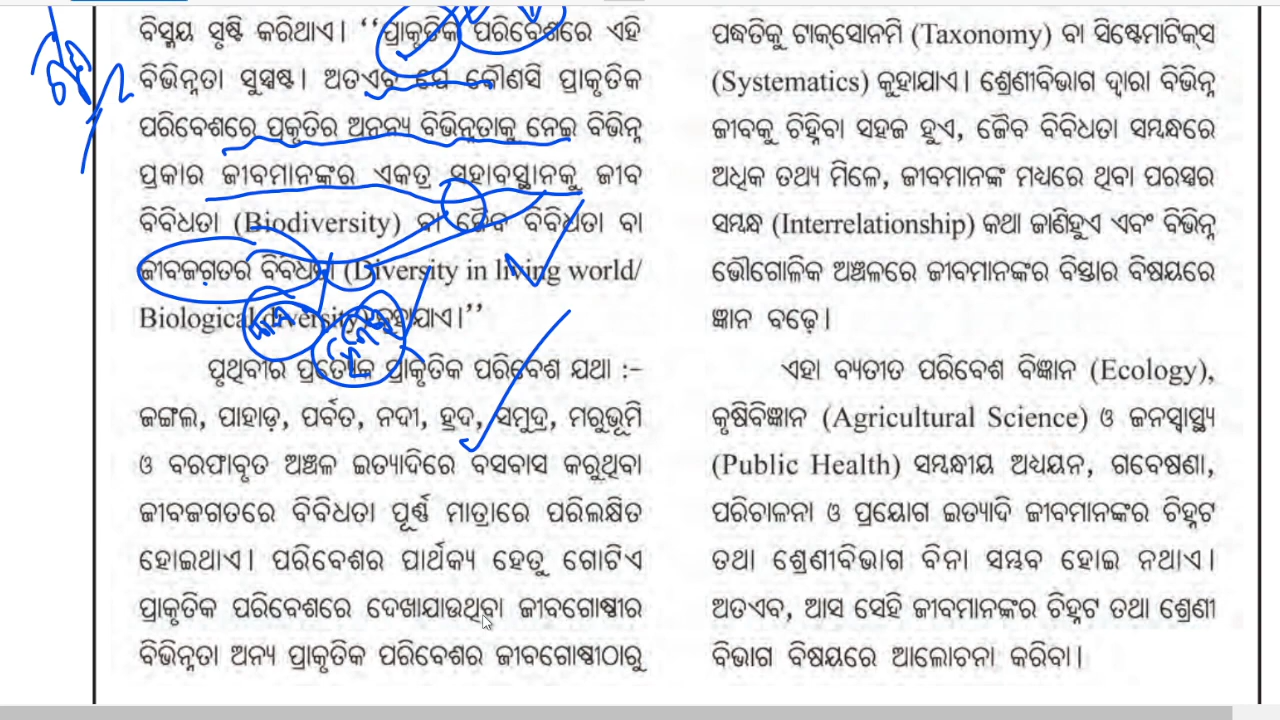 ବିସ୍ମୟ ସୃଷ୍ଟି କରିଥାଏ। ‘‘ପ୍ରାକୃତିକ ପରିବେଶରେ ଏହି
ବିଭିନ୍ନତା ସୁସ୍ପଷ୍ଟ। ଅତଏବ ଯେ କୌଣସି ପ୍ରାକୃତିକ
ପରିବେଶରେ ପ୍ରକୃତିର ଅନନ୍ୟ ବିଭିନ୍ନତାକୁ ନେଇ ବିଭିନ୍ନ
ପ୍ରକାର ଜୀବମାନଙ୍କର ଏକତ୍ର ସହାବସ୍ଥାନକୁ ଜୀବ
ବିବିଧତା (Biodiversity) ବା ଜୈବ ବିବିଧତା ବା
ଜୀବଜଗତର ବିବିଧତା (Diversity in living world/
Biological diversity) କୁହାଯାଏ।’’
ପୃଥିବୀର ପ୍ରତ୍ୟେକ ପ୍ରାକୃତିକ ପରିବେଶ ଯଥା :–
ଜଙ୍ଗଲ, ପାହାଡ଼, ପର୍ବତ, ନଦୀ, ହ୍ରଦ, ସମୁଦ୍ର, ମରୁଭୂମି
ଓ ବରଫାବୃତ ଅଞ୍ଚଳ ଇତ୍ୟାଦିରେ ବସବାସ କରୁଥିବା
ଜୀବଜଗତରେ ବିବିଧତା ପୂର୍ଣ୍ଣ ମାତ୍ରାରେ ପରିଲକ୍ଷିତ
ହୋଇଥାଏ। ପରିବେଶର ପାର୍ଥକ୍ୟ ହେତୁ ଗୋଟିଏ
ପ୍ରାକୃତିକ ପରିବେଶରେ ଦେଖାଯାଉଥିବା ଜୀବଗୋଷ୍ଠୀର
ବିଭିନ୍ନତା ଅନ୍ୟ ପ୍ରାକୃତିକ ପରିବେଶର ଜୀବଗୋଷ୍ଠୀଠାରୁ
ପଦ୍ଧତିକୁ ଟାକ୍ସୋନମି (Taxonomy) ବା ସିଷ୍ଟେମାଟିକ୍ସ
(Systematics) କୁହାଯାଏ। ଶ୍ରେଣୀବିଭାଗ ଦ୍ୱାରା ବିଭିନ୍ନ
ଜୀବକୁ ଚିହ୍ନିବା ସହଜ ହୁଏ, ଜୈବ ବିବିଧତା ସମ୍ବନ୍ଧରେ
ଅଧିକ ତଥ୍ୟ ମିଳେ, ଜୀବମାନଙ୍କ ମଧ୍ୟରେ ଥିବା ପରସ୍ପର
ସମ୍ବନ୍ଧ (Interrelationship) କଥା ଜାଣିହୁଏ ଏବଂ ବିଭିନ୍ନ
ଭୌଗୋଳିକ ଅଞ୍ଚଳରେ ଜୀବମାନଙ୍କର ବିସ୍ତାର ବିଷୟରେ
ଜ୍ଞାନ ବଢ଼େ।
ଏହା ବ୍ୟତୀତ ପରିବେଶ ବିଜ୍ଞାନ (Ecology),
କୃଷିବିଜ୍ଞାନ (Agricultural Science) ଓ ଜନସ୍ୱାସ୍ଥ୍ୟ
(Public Health) ସମ୍ବନ୍ଧୀୟ ଅଧ୍ୟୟନ, ଗବେଷଣା,
ପରିଚାଳନା ଓ ପ୍ରୟୋଗ ଇତ୍ୟାଦି ଜୀବମାନଙ୍କର ଚିହ୍ନଟ
ତଥା ଶ୍ରେଣୀବିଭାଗ ବିନା ସମ୍ଭବ ହୋଇ ନଥାଏ।
ଅତଏବ, ଆସ ସେହି ଜୀବମାନଙ୍କର ଚିହ୍ନଟ ତଥା ଶ୍ରେଣୀ
ବିଭାଗ ବିଷୟରେ ଆଲୋଚନା କରିବା।